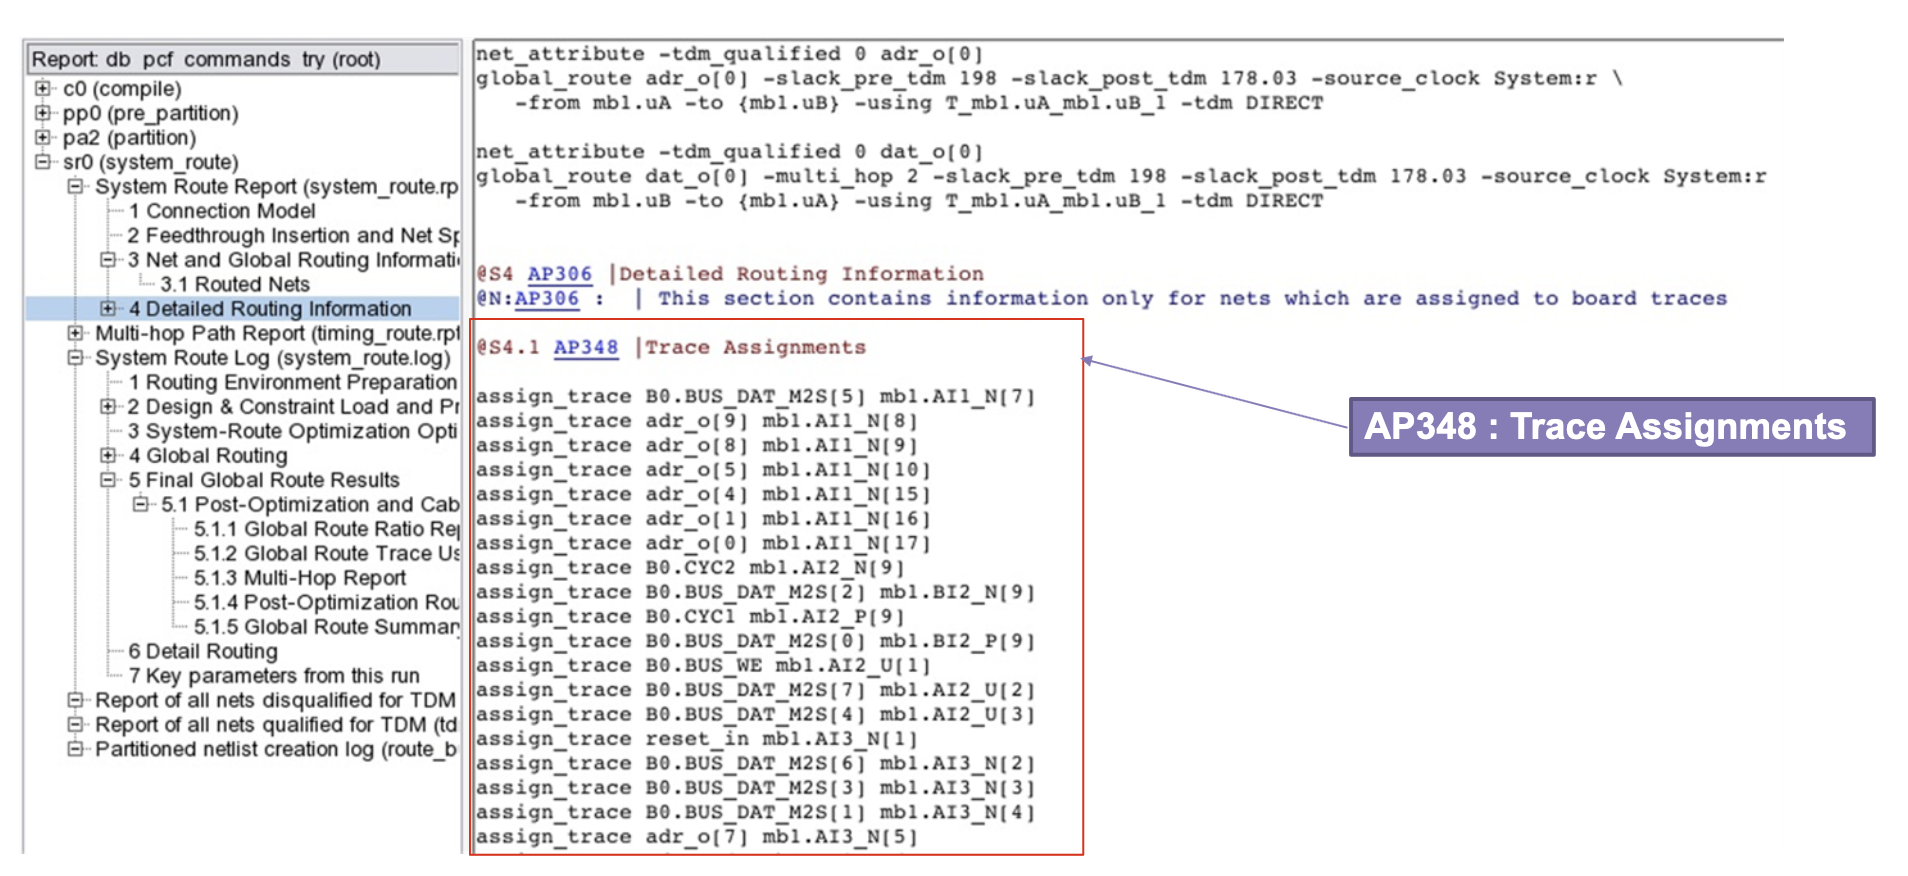 Report: db pcf commands try (root)
c0 (compile)
pp0 (pre_partition)
pa2 (partition)
sr0 (system_route)
System Route Report (system_route.rp
1 Connection Model
2 Feedthrough Insertion and Net Sp
3 Net and Global Routing Informati
3.1 Routed Nets
4 Detailed Routing Information
Multi-hop Path Report (timing_route.rpt
System Route Log (system_route.log)
1 Routing Environment Preparation
2 Design & Constraint Load and Pr
3 System-Route Optimization Opti
4 Global Routing
5 Final Global Route Results
5.1 Post-Optimization and Cab
5.1.1 Global Route Ratio Rep
5.1.2 Global Route Trace Us
5.1.3 Multi-Hop Report
5.1.4 Post-Optimization Rou
5.1.5 Global Route Summary
6 Detail Routing
7 Key parameters from this run
Report of all nets disqualified for TDM
Report of all nets qualified for TDM (td
Partitioned netlist creation log (route_b
net_attribute -tdm_qualified 0 adr_o[0]
global_route adr_o[0] -slack_pre_tdm 198 -slack_post_tdm 178.03 -source_clock System:r \
-from mb1.uA -to {mb1.uB} -using T_mb1.uA_mb1.uB_1 -tdm DIRECT
net_attribute -tdm_qualified 0 dat_o[0]
global_route dat_o[0] -multi_hop 2 -slack_pre_tdm 198 -slack_post_tdm 178.03 -source_clock System:r
-from mb1.uB -to {mb1.uA} -using T_mb1.uA_mb1.uB_1 -tdm DIRECT
@S4 AP306 |Detailed Routing Information
@N:AP306 : | This section contains information only for nets which are assigned to board traces
@S4.1 AP348 |Trace Assignments
assign_trace B0.BUS_DAT_M2S[5] mb1.AI1_N[7]
assign_trace adr_o[9] mb1.AI1_N[8]
assign_trace adr_o[8] mb1.AI1_N[9]
assign_trace adr_o[5] mb1.AI1_N[10]
assign_trace adr_o[4] mb1.AI1_N[15]
assign_trace adr_o[1] mb1.AI1_N[16]
assign_trace adr_o[0] mb1.AI1_N[17]
assign_trace B0.CYC2 mb1.AI2_N[9]
assign_trace B0.BUS_DAT_M2S[2] mb1.BI2_N[9]
assign_trace B0.CYC1 mb1.AI2_P[9]
assign_trace B0.BUS_DAT_M2S[0] mb1.BI2_P[9]
assign_trace B0.BUS_WE mb1.AI2_U[1]
assign_trace B0.BUS_DAT_M2S[7] mb1.AI2_U[2]
assign_trace B0.BUS_DAT_M2S[4] mb1.AI2_U[3]
assign_trace reset_in mb1.AI3_N[1]
assign_trace B0.BUS_DAT_M2S[6] mb1.AI3_N[2]
assign_trace B0.BUS_DAT_M2S[3] mb1.AI3_N[3]
assign_trace B0.BUS_DAT_M2S[1] mb1.AI3_N[4]
assign_trace adr_o[7] mb1.AI3_N[5]
AP348 : Trace Assignments